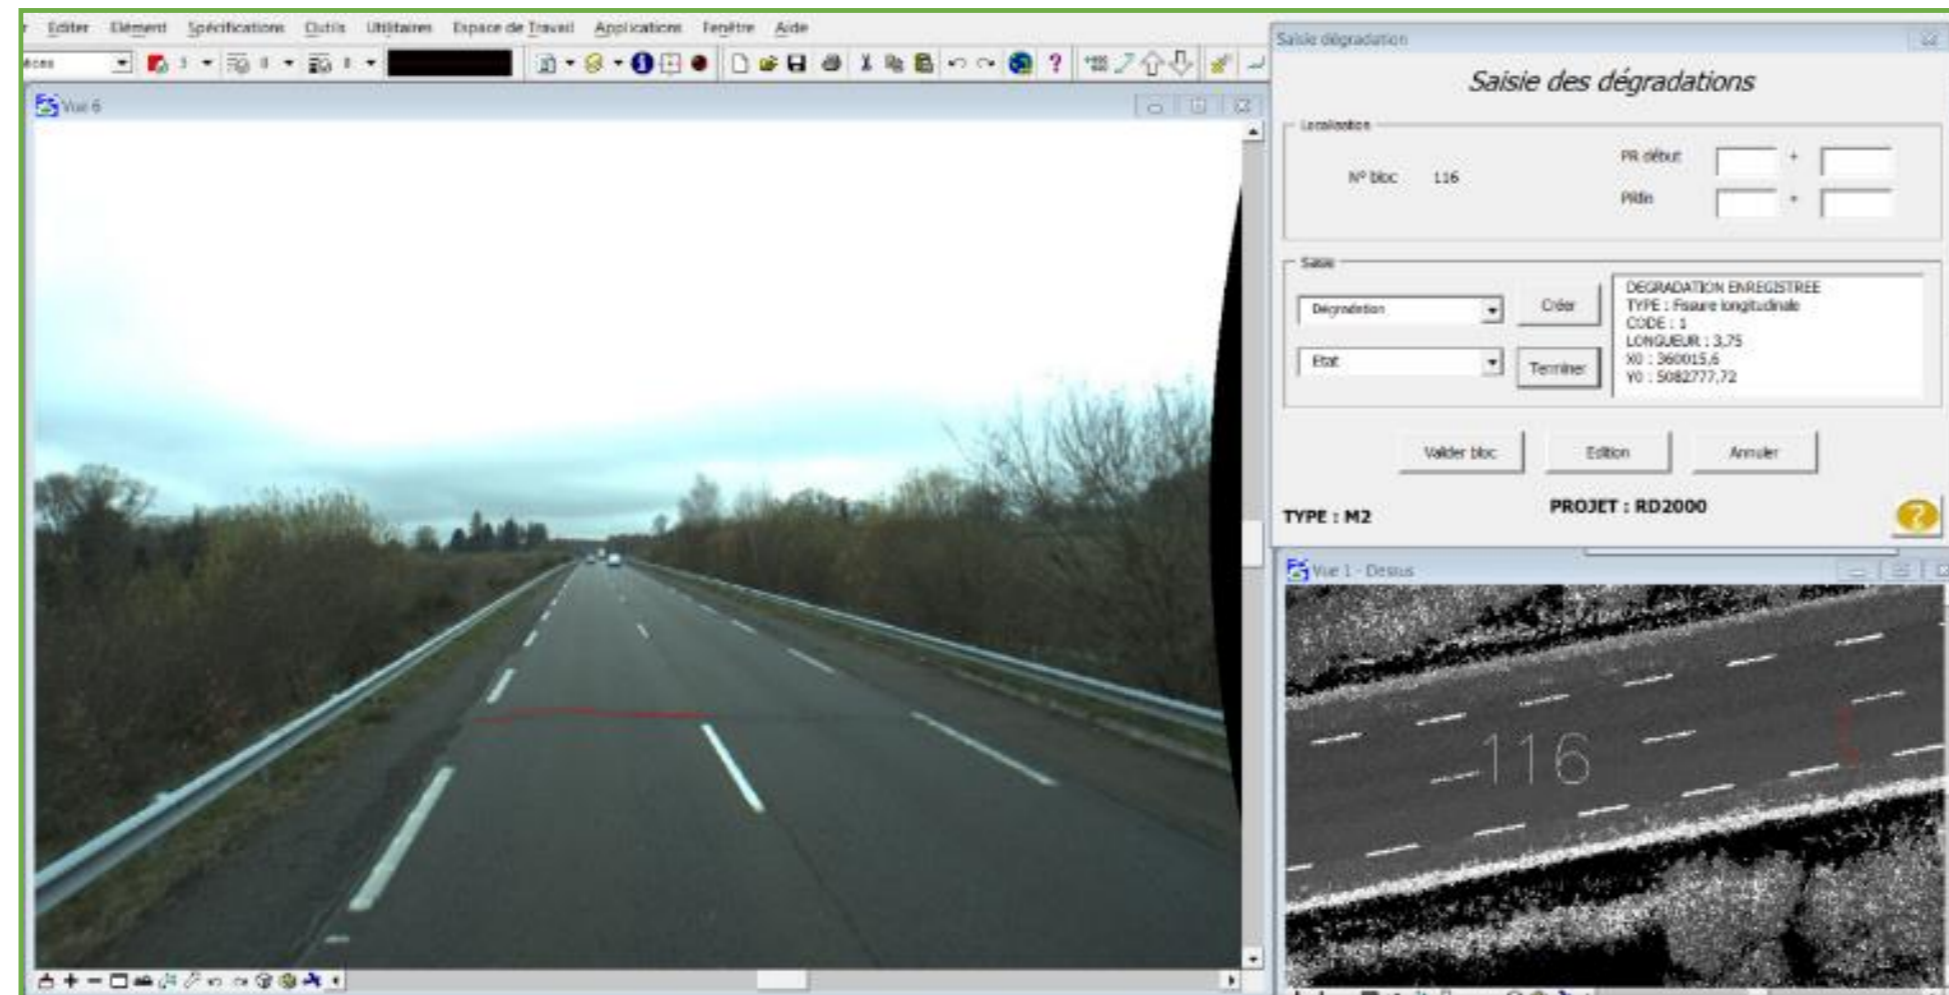 Editer Elément Spécifications Outils Utilitaires Espace de Travail Applications Fenêtre Aide
Vue 6
Saisie dégradation
Saisie des dégradations
Localisation
N° bloc 116
PR début +
PRfin +
Saisie
Dégradation
Créer
Etat
Terminer
DEGRADATION ENREGISTREE
TYPE : Fissure longitudinale
CODE : 1
LONGUEUR : 3,75
X0 : 360015,6
Y0 : 5082777,72
Valider bloc
Edition
Annuler
TYPE : M2
PROJET : RD2000
Vue 1 - Dessus
116